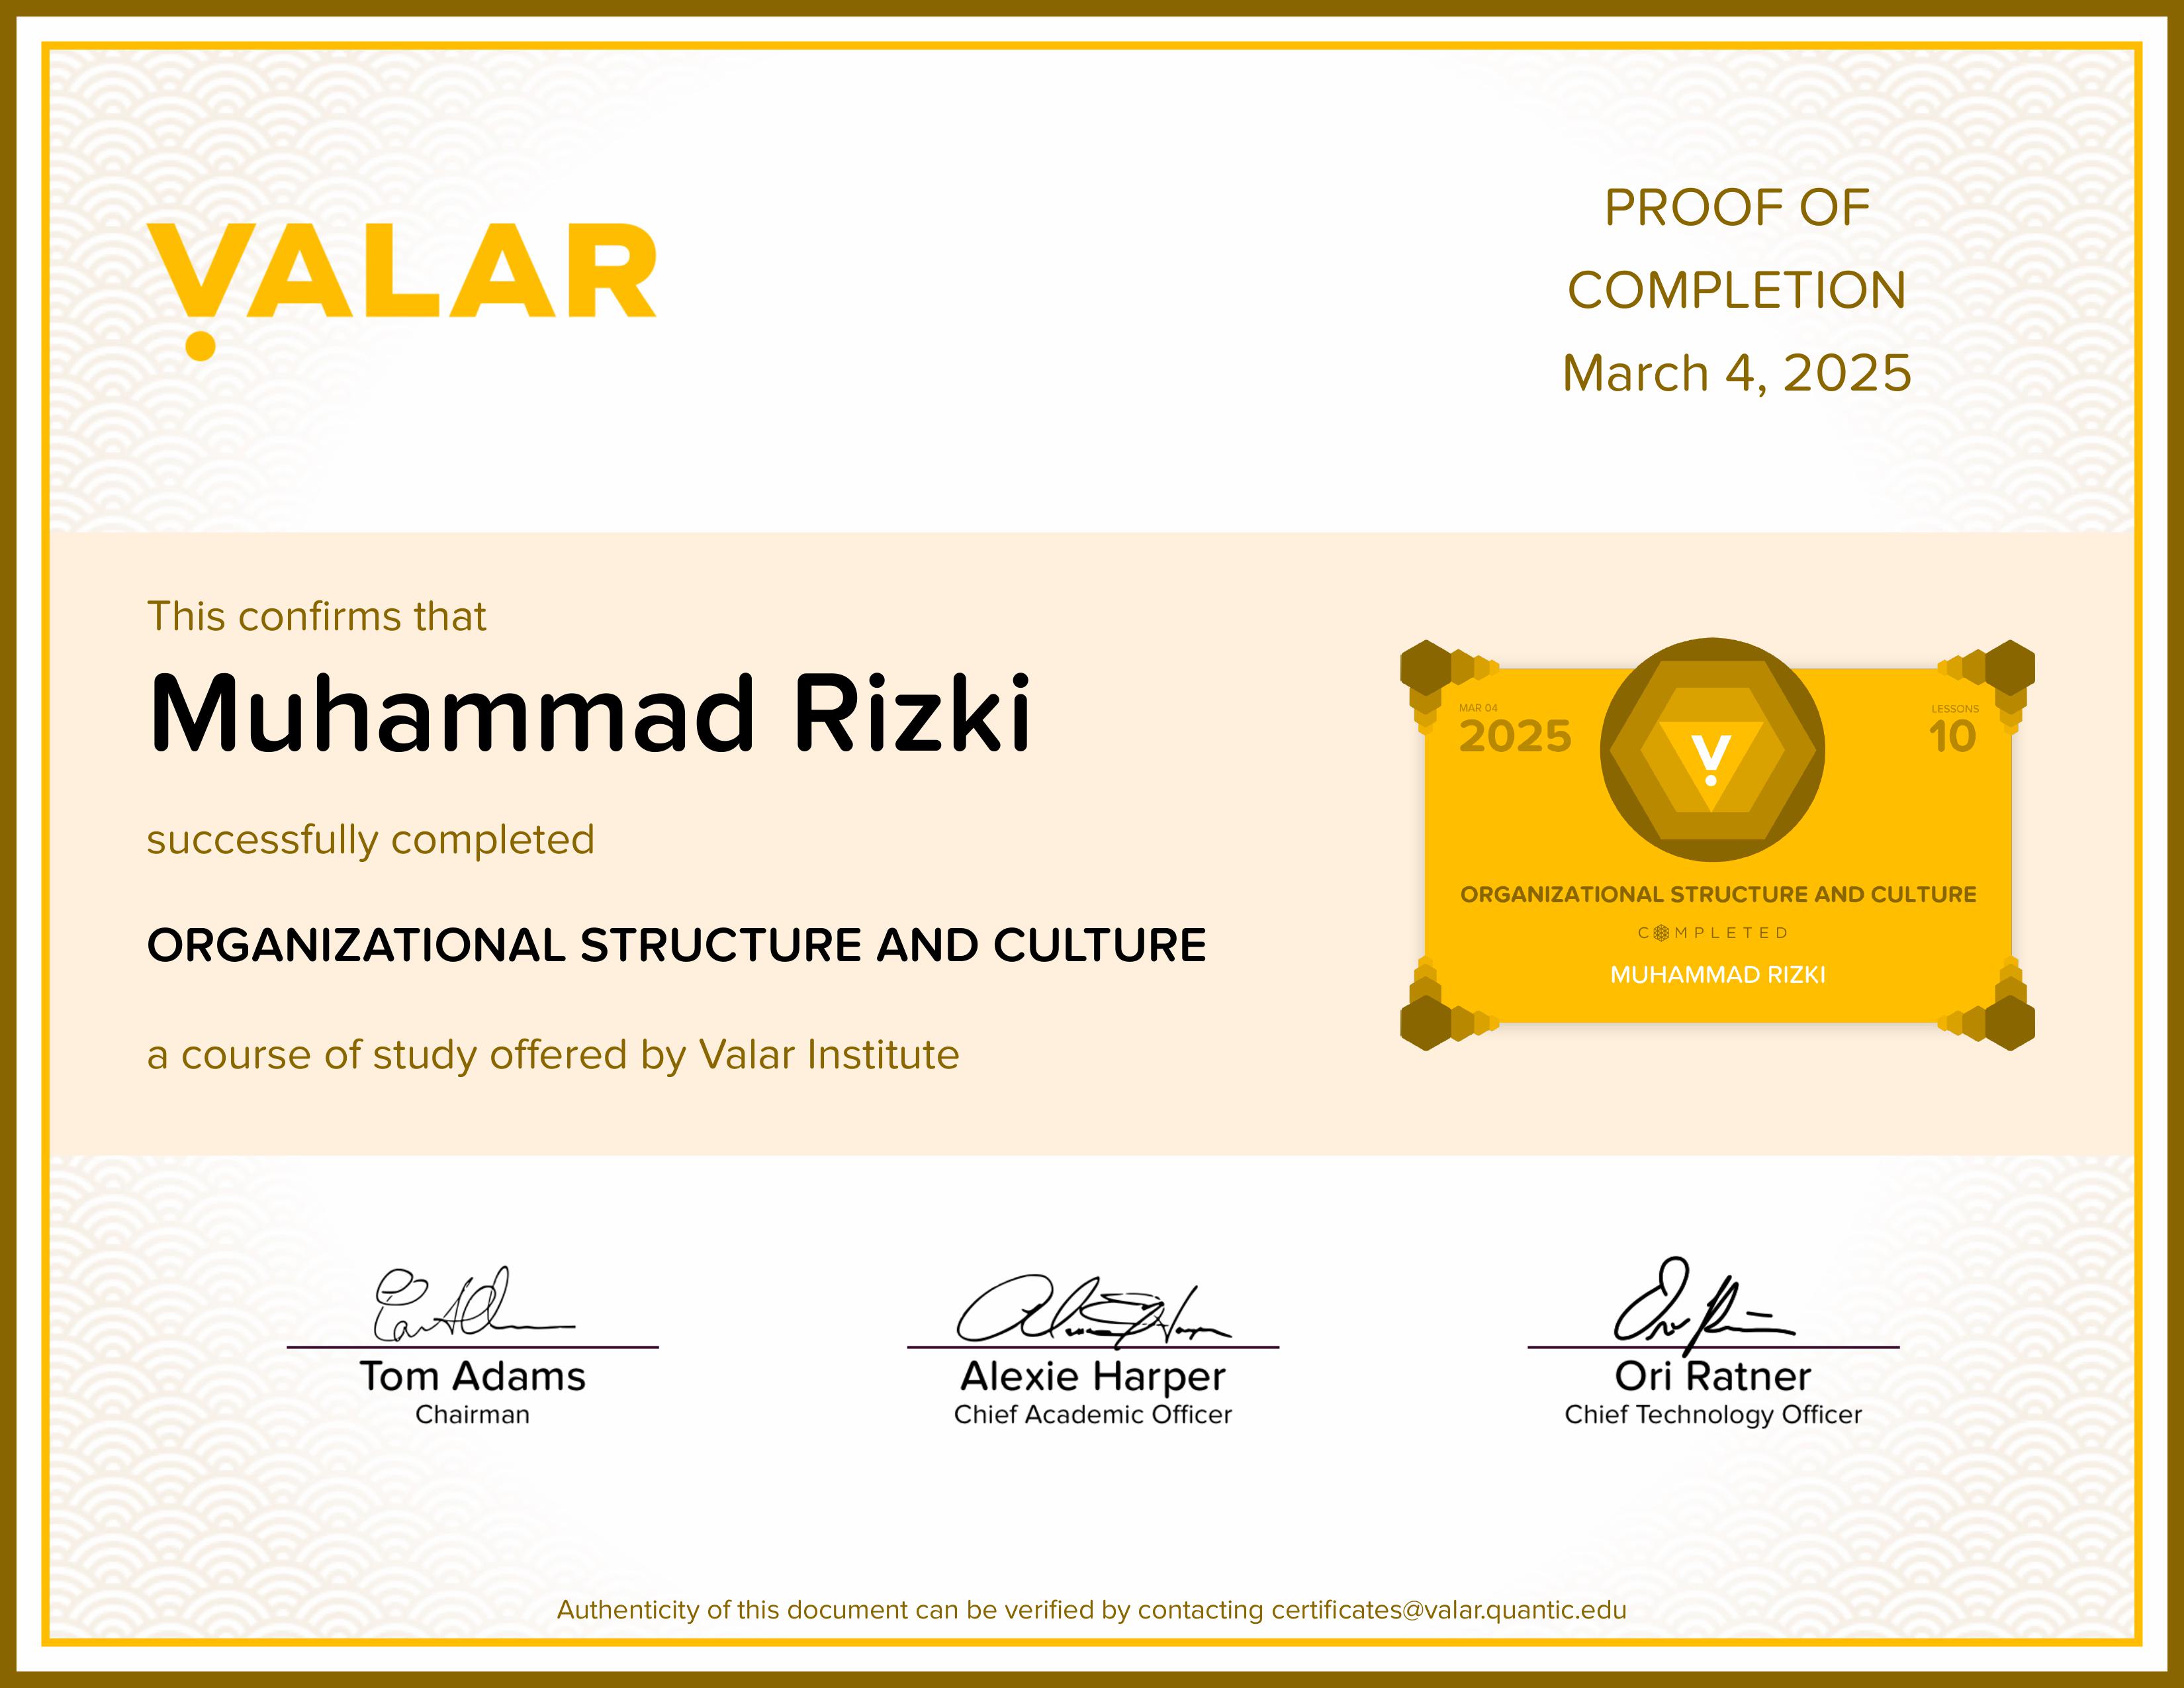 VALAR
PROOF OF
COMPLETION
March 4, 2025
This confirms that
Muhammad Rizki
successfully completed
ORGANIZATIONAL STRUCTURE AND CULTURE
a course of study offered by Valar Institute
MAR 04
2025
LESSONS
10
V
ORGANIZATIONAL STRUCTURE AND CULTURE
COMPLETED
MUHAMMAD RIZKI
Tom Adams
Chairman
Alexie Harper
Chief Academic Officer
Ori Ratner
Chief Technology Officer
Authenticity of this document can be verified by contacting certificates@valar.quantic.edu